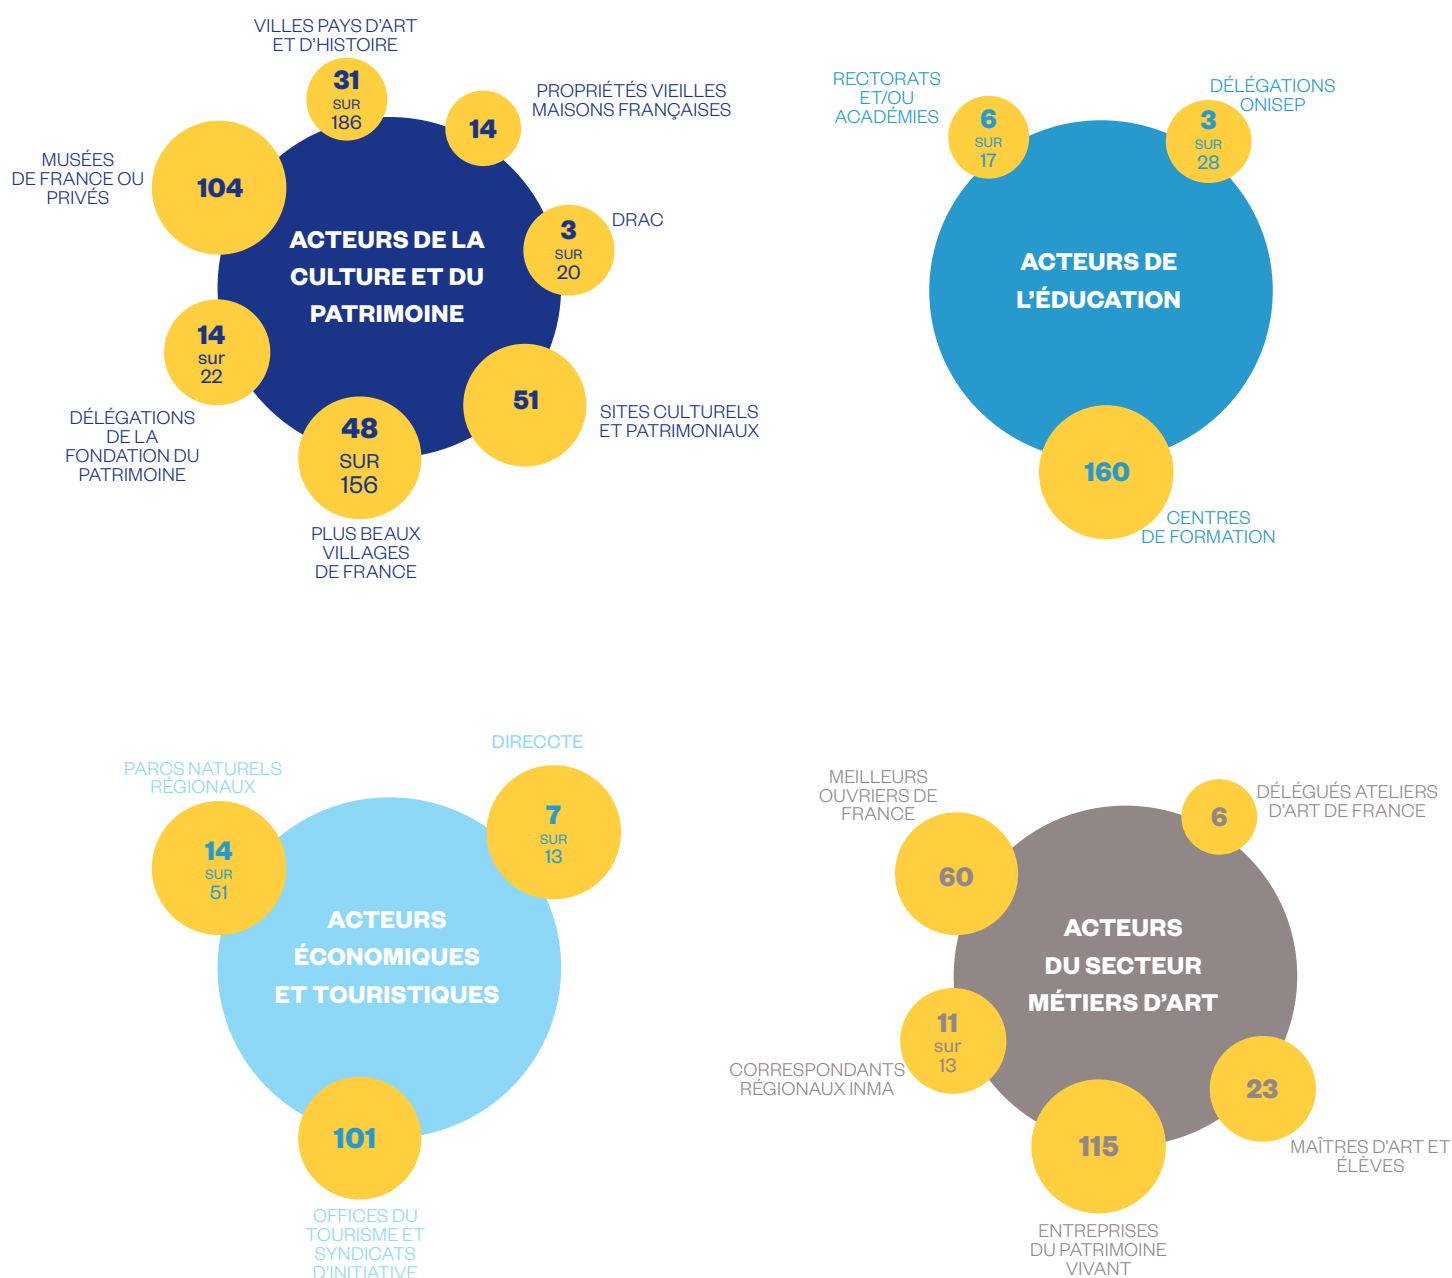 VILLES PAYS D'ART
ET D'HISTOIRE
31
SUR
186
PROPRIÉTÉS VIEILLES
MAISONS FRANÇAISES
14
MUSÉES
DE FRANCE OU
PRIVÉS
104
DRAC
3
SUR
20
ACTEURS DE LA
CULTURE ET DU
PATRIMOINE
14
sur
22
DÉLÉGATIONS
DE LA
FONDATION DU
PATRIMOINE
48
SUR
156
PLUS BEAUX
VILLAGES
DE FRANCE
51
SITES CULTURELS
ET PATRIMONIAUX
RECTORATS
ET/OU
ACADÉMIES
6
SUR
17
DÉLÉGATIONS
ONISEP
3
SUR
28
ACTEURS DE
L'ÉDUCATION
160
CENTRES
DE FORMATION
PARCS NATURELS
RÉGIONAUX
14
SUR
51
DIRECCTE
7
SUR
13
ACTEURS
ÉCONOMIQUES
ET TOURISTIQUES
101
OFFICES DU
TOURISME ET
SYNDICATS
D'INITIATIVE
MEILLEURS
OUVRIERS DE
FRANCE
60
DÉLÉGUÉS ATELIERS
D'ART DE FRANCE
6
ACTEURS
DU SECTEUR
MÉTIERS D'ART
11
sur
13
CORRESPONDANTS
RÉGIONAUX INMA
23
MAÎTRES D'ART ET
ÉLÈVES
115
ENTREPRISES
DU PATRIMOINE
VIVANT